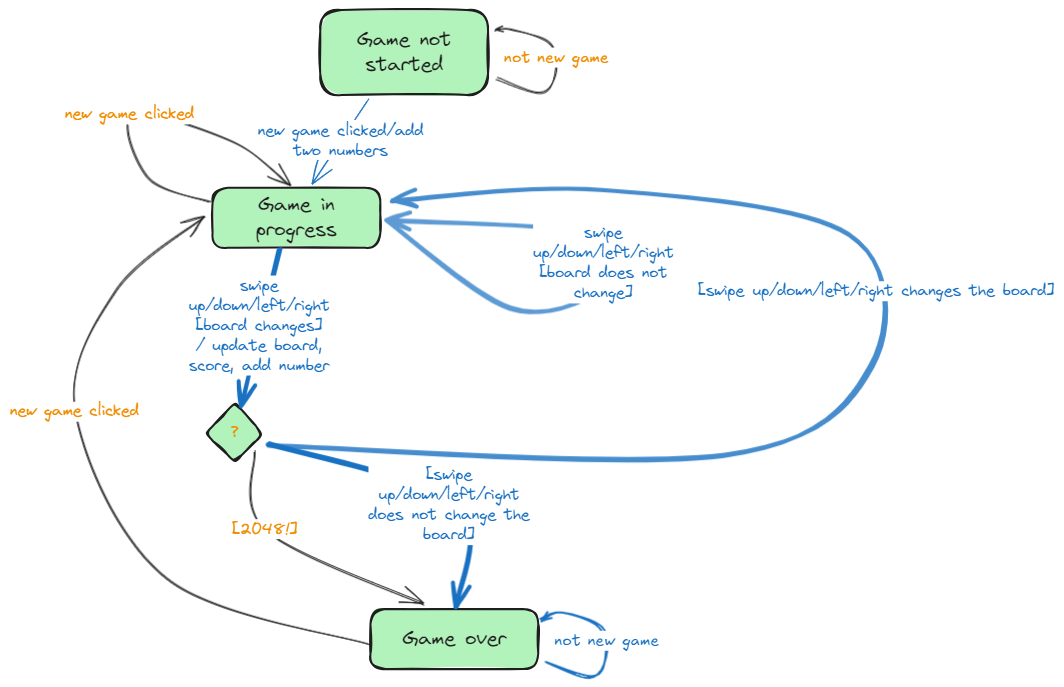 Game not
started
not new game
new game clicked
new game clicked/add
two numbers
Game in
progress
swipe
up/down/left/right
[board does not
change]
[swipe up/down/left/right changes the board]
swipe
up/down/left/right
[board changes]
/ update board,
score, add number
new game clicked
?
[swipe
up/down/left/right
does not change the
board]
[2048!]
Game over
not new game